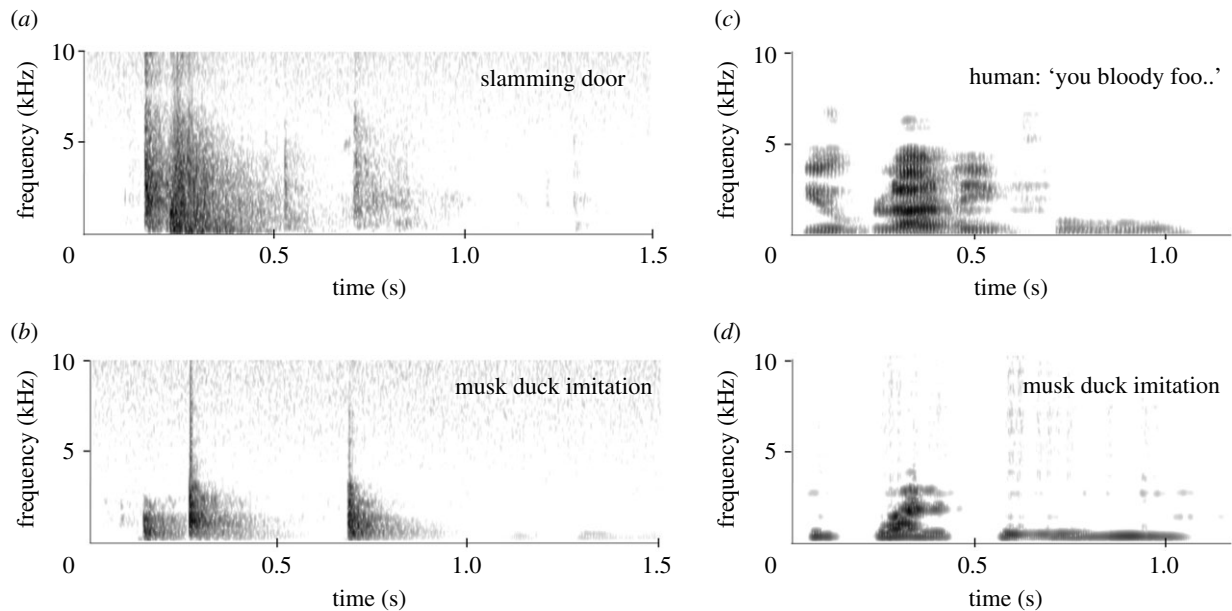 (a)
10
slamming door
frequency (kHz)
5
0
0.5
1.0
1.5
time (s)
(b)
10
musk duck imitation
frequency (kHz)
5
0
0.5
1.0
1.5
time (s)
(c)
10
human: ‘you bloody foo..’
frequency (kHz)
5
0
0.5
1.0
time (s)
(d)
10
musk duck imitation
frequency (kHz)
5
0
0.5
1.0
time (s)